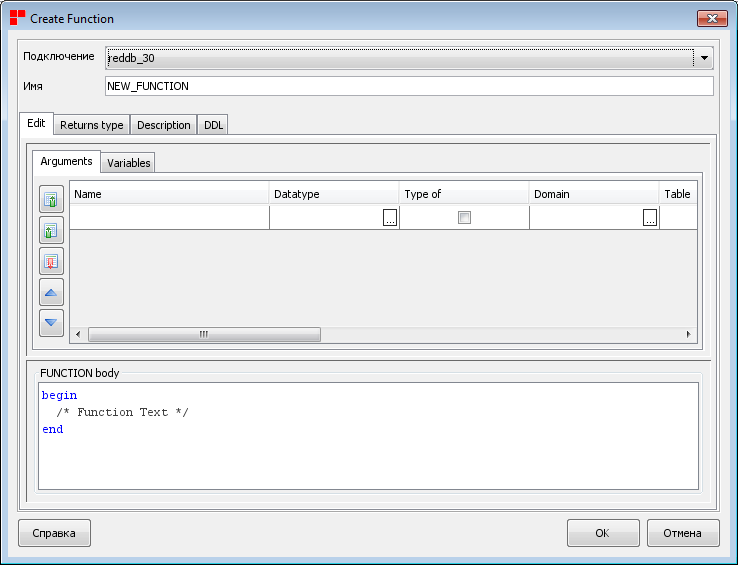 Create Function
Подключение reddb_30
Имя NEW_FUNCTION
Edit Returns type Description DDL
Arguments Variables
Name Datatype Type of Domain Table
... ...
FUNCTION body
begin
/* Function Text */
end
Справка OK Отмена